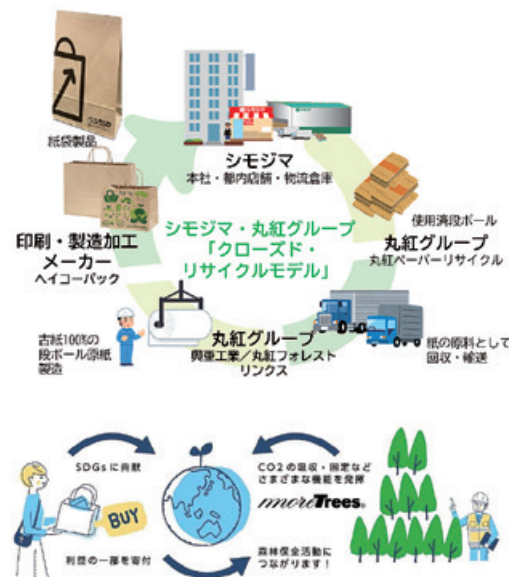 紙袋製品
シモジマ
本社・都内店舗・物流倉庫
シモジマ・丸紅グループ
「クローズド・
リサイクルモデル」
使用済段ボール
丸紅グループ
丸紅ペーパーリサイクル
印刷・製造加工
メーカー
ヘイコーパック
古紙100%の
段ボール原紙
製造
丸紅グループ
興亜工業/丸紅フォレスト
リンクス
紙の原料として
回収・輸送
SDGsに貢献
CO2の吸収・固定など
さまざまな機能を発揮
more Trees
BUY
利益の一部を寄付
森林保全活動に
つながります!